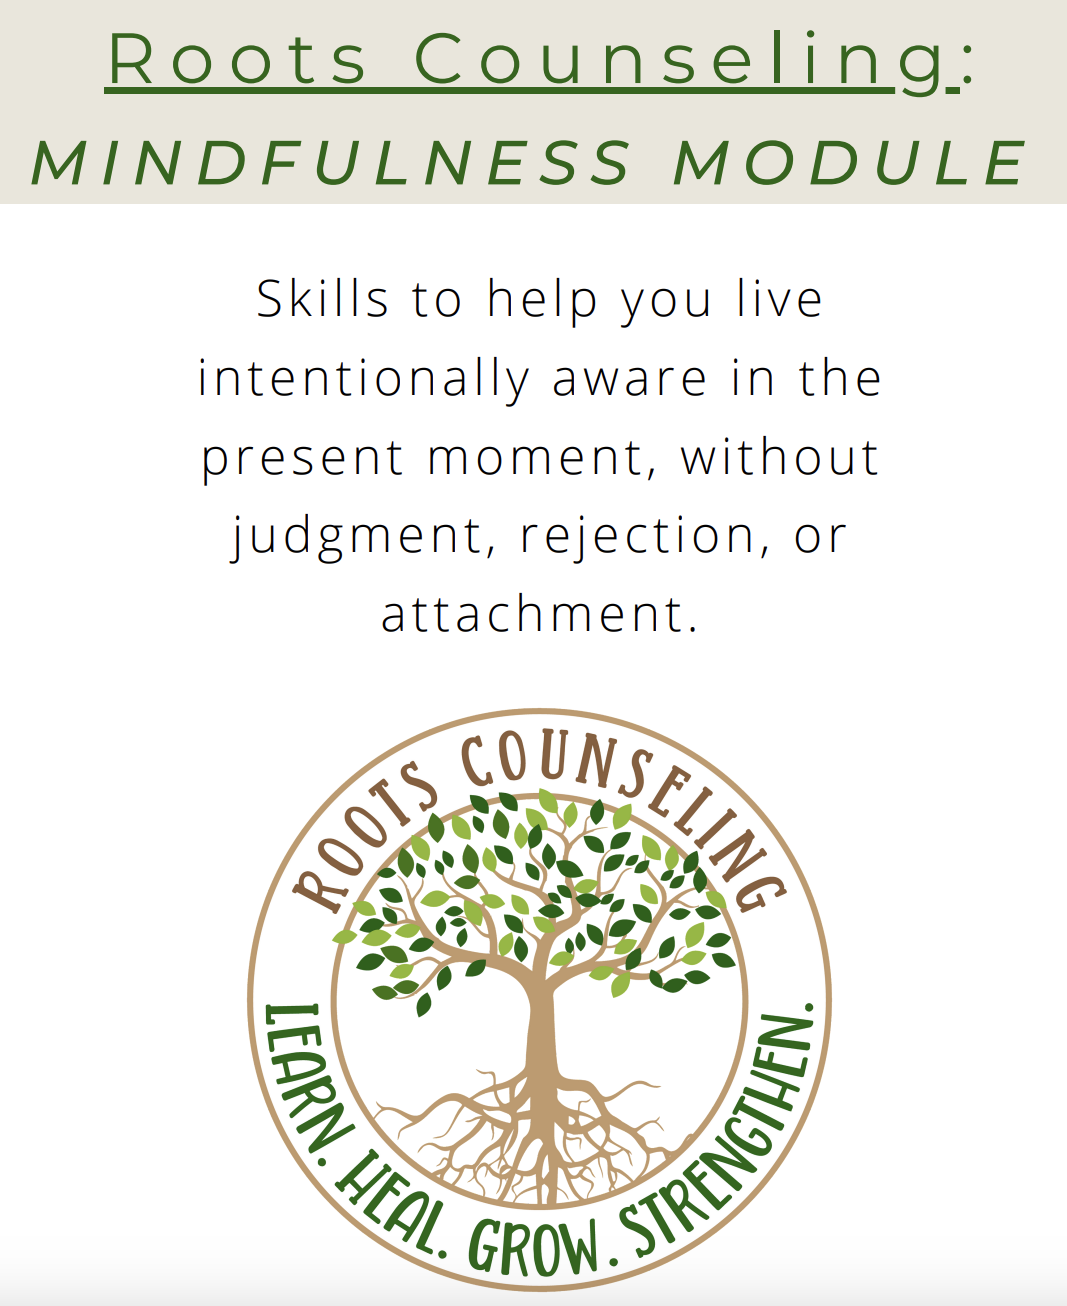 Roots Counseling:
MINDFULNESS MODULE
Skills to help you live
intentionally aware in the
present moment, without
judgment, rejection, or
attachment.
ROOTS COUNSELING
LEARN. HEAL. GROW. STRENGTHEN.